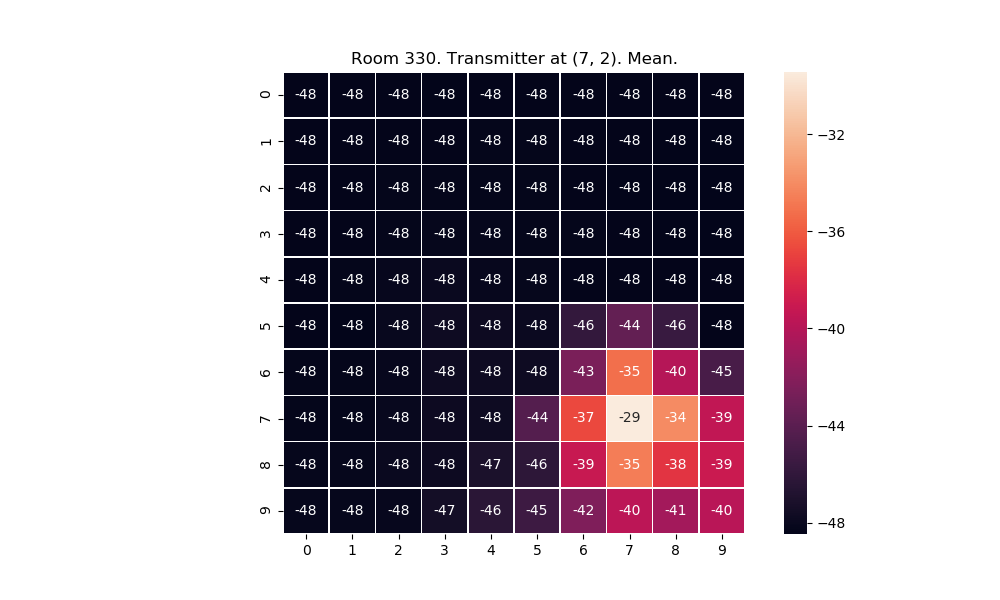 Room 330. Transmitter at (7, 2). Mean.
0 -48 -48 -48 -48 -48 -48 -48 -48 -48 -48
1 -48 -48 -48 -48 -48 -48 -48 -48 -48 -48
2 -48 -48 -48 -48 -48 -48 -48 -48 -48 -48
3 -48 -48 -48 -48 -48 -48 -48 -48 -48 -48
4 -48 -48 -48 -48 -48 -48 -48 -48 -48 -48
5 -48 -48 -48 -48 -48 -48 -46 -44 -46 -48
6 -48 -48 -48 -48 -48 -48 -43 -35 -40 -45
7 -48 -48 -48 -48 -48 -44 -37 -29 -34 -39
8 -48 -48 -48 -48 -47 -46 -39 -35 -38 -39
9 -48 -48 -48 -47 -46 -45 -42 -40 -41 -40
0 1 2 3 4 5 6 7 8 9
−32
−36
−40
−44
−48